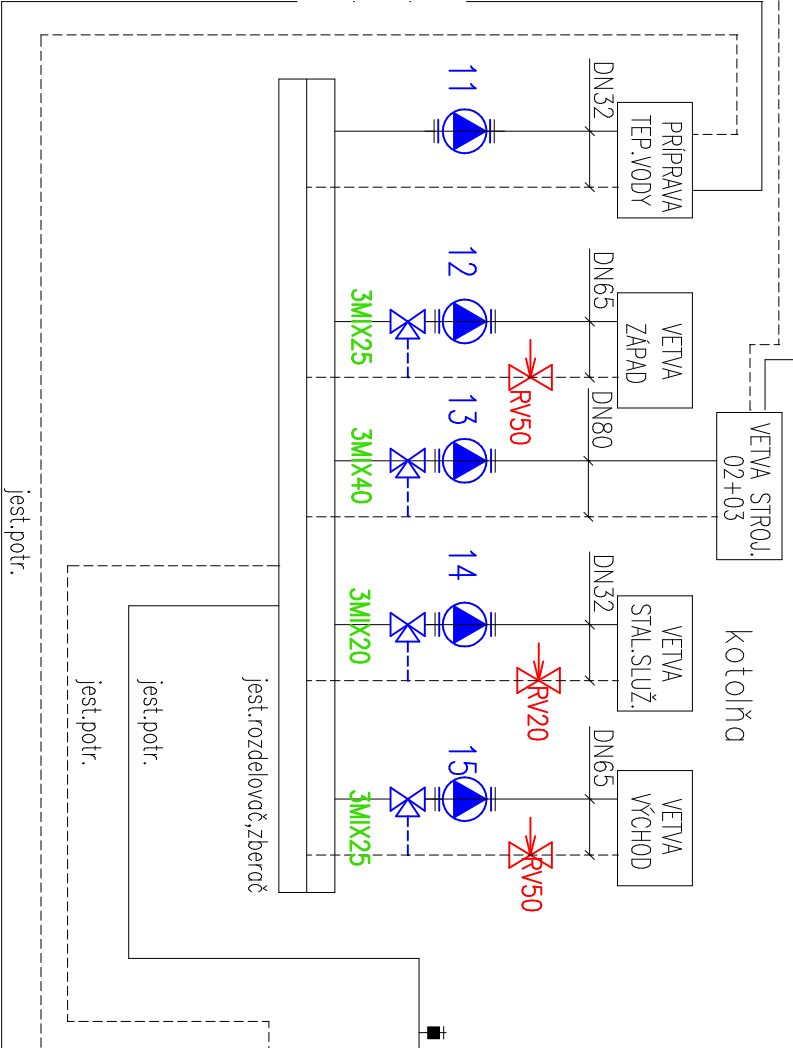 11
DN32
PRÍPRAVA
TEP.VODY
12
DN65
VETVA
ZÁPAD
3MIX25
RV50
13
DN80
VETVA STROJ.
02+03
3MIX40
14
DN32
VETVA
STAL.SLUŽ.
3MIX20
RV20
kotolňa
15
DN65
VETVA
VÝCHOD
3MIX25
RV50
jest.rozdelovač,zberač
jest.potr.
jest.potr.
jest.potr.